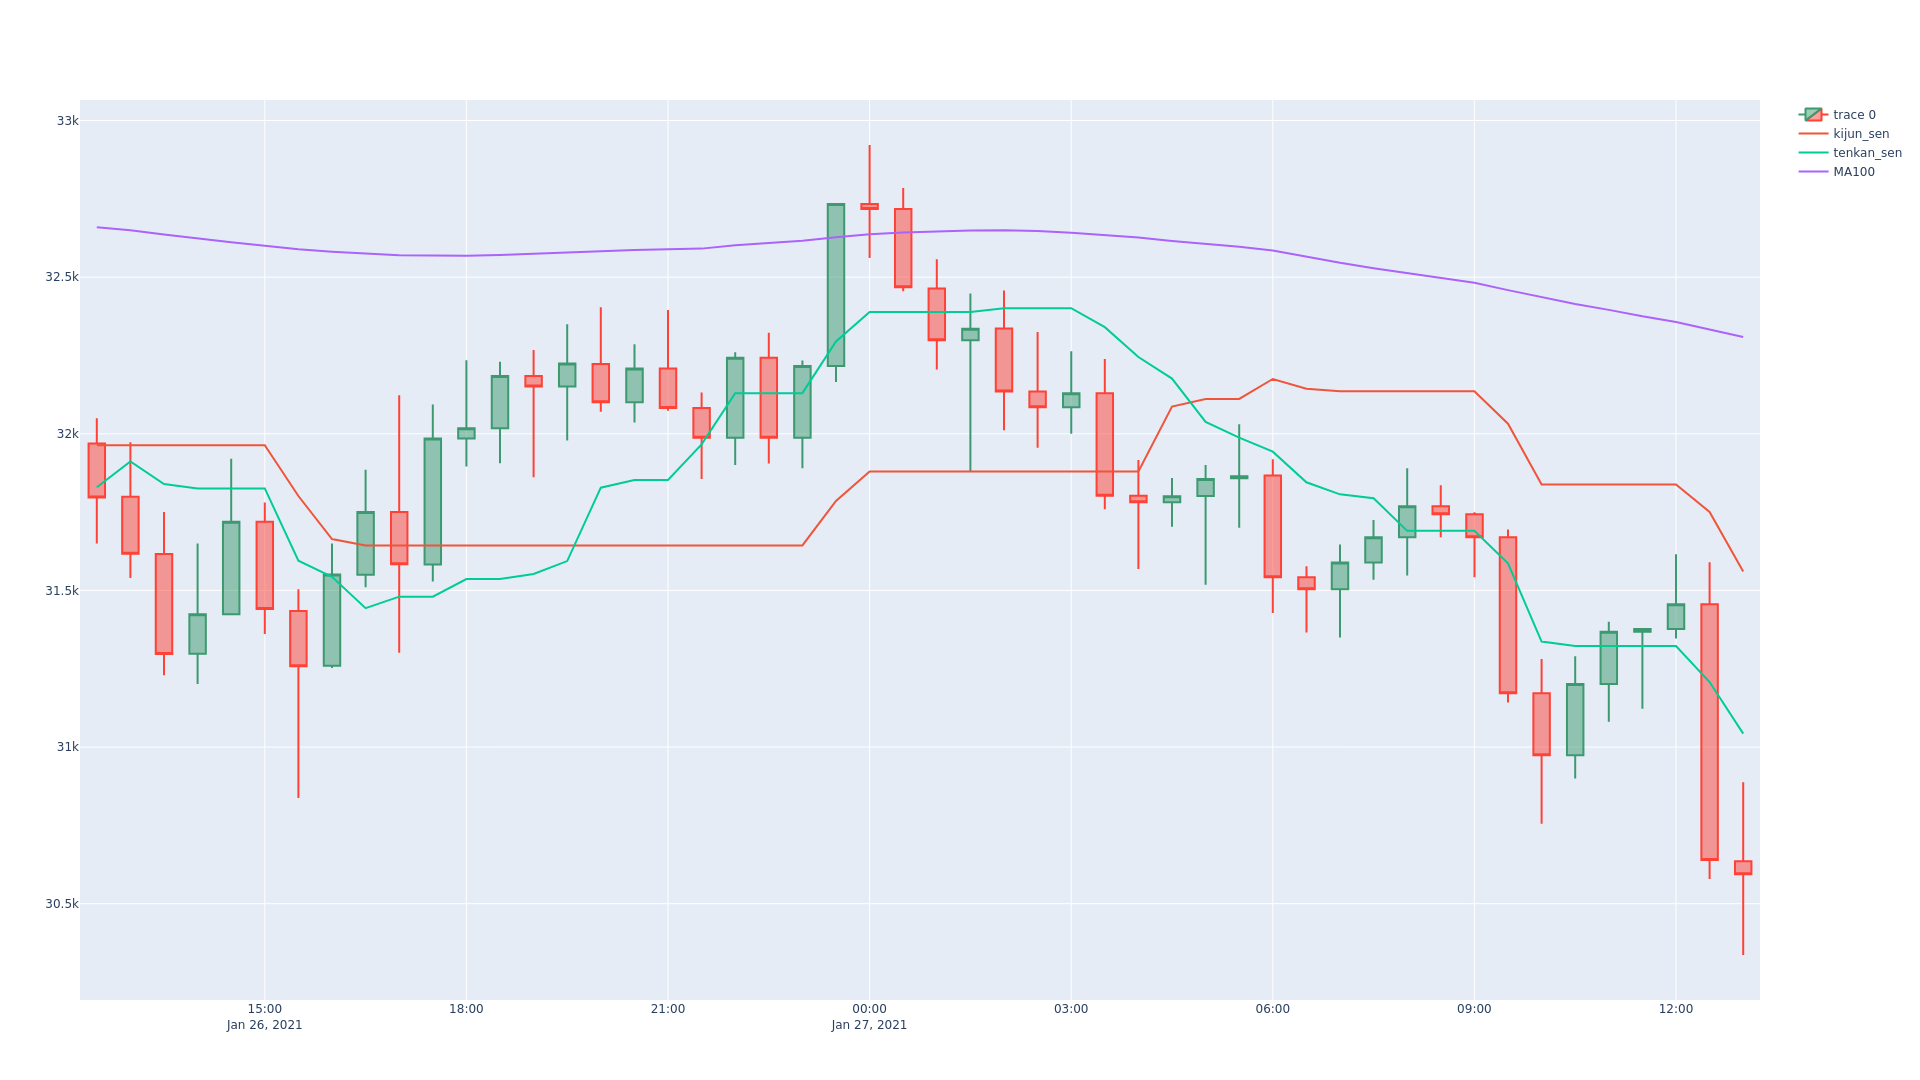 33k
32.5k
32k
31.5k
31k
30.5k
15:00
Jan 26, 2021
18:00
21:00
00:00
Jan 27, 2021
03:00
06:00
09:00
12:00
trace 0
kijun_sen
tenkan_sen
MA100